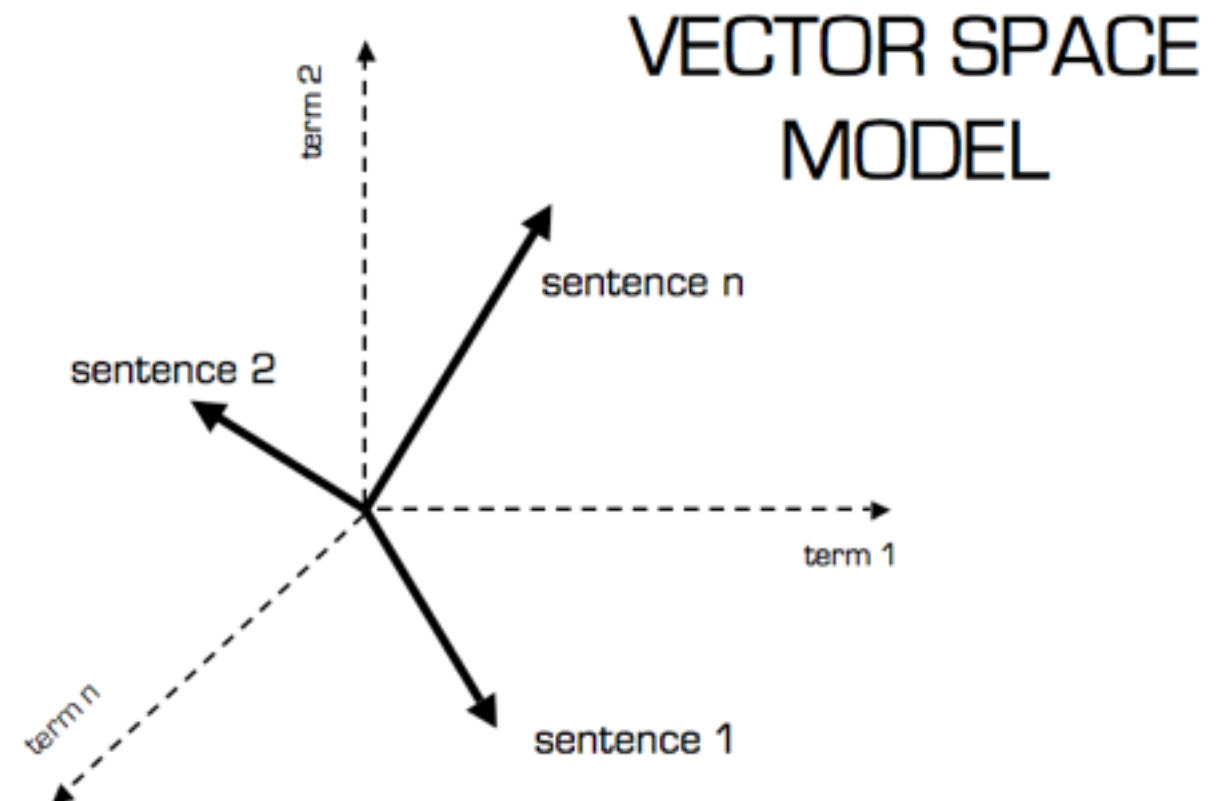 VECTOR SPACE
MODEL
term 2
sentence n
sentence 2
term 1
term n
sentence 1